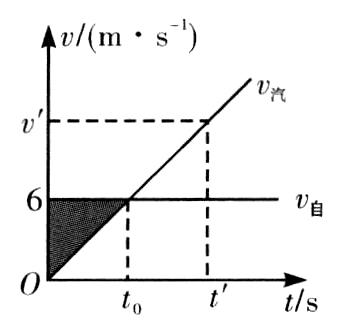 v/(m·s⁻¹)
v汽
v′
6
v自
O
t₀
t′
t/s